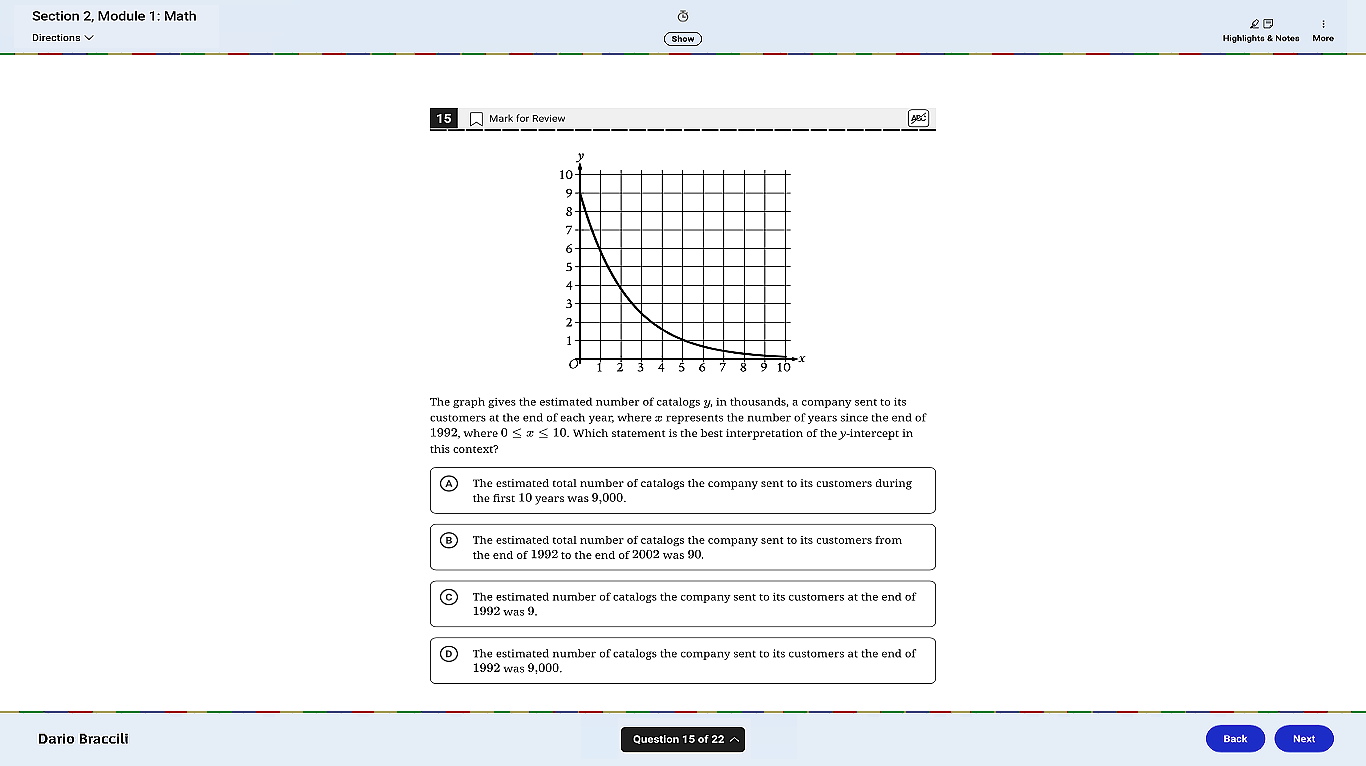 Section 2, Module 1: Math
Directions
Show
Highlights & Notes
More
15
Mark for Review
ABC
y
10
9
8
7
6
5
4
3
2
1
O
1 2 3 4 5 6 7 8 9 10
x
The graph gives the estimated number of catalogs y, in thousands, a company sent to its
customers at the end of each year, where x represents the number of years since the end of
1992, where 0 ≤ x ≤ 10. Which statement is the best interpretation of the y-intercept in
this context?
A
The estimated total number of catalogs the company sent to its customers during
the first 10 years was 9,000.
B
The estimated total number of catalogs the company sent to its customers from
the end of 1992 to the end of 2002 was 90.
C
The estimated number of catalogs the company sent to its customers at the end of
1992 was 9.
D
The estimated number of catalogs the company sent to its customers at the end of
1992 was 9,000.
Dario Braccili
Question 15 of 22
Back
Next